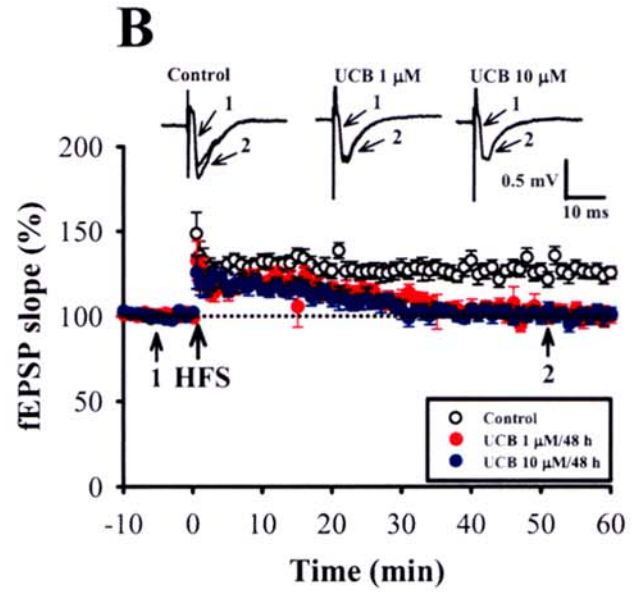 B
Control UCB 1 µM UCB 10 µM
1 1 1
2 2 2
0.5 mV
10 ms
fEPSP slope (%)
200
150
100
50
0
1 HFS 2
Control
UCB 1 µM/48 h
UCB 10 µM/48 h
-10 0 10 20 30 40 50 60
Time (min)